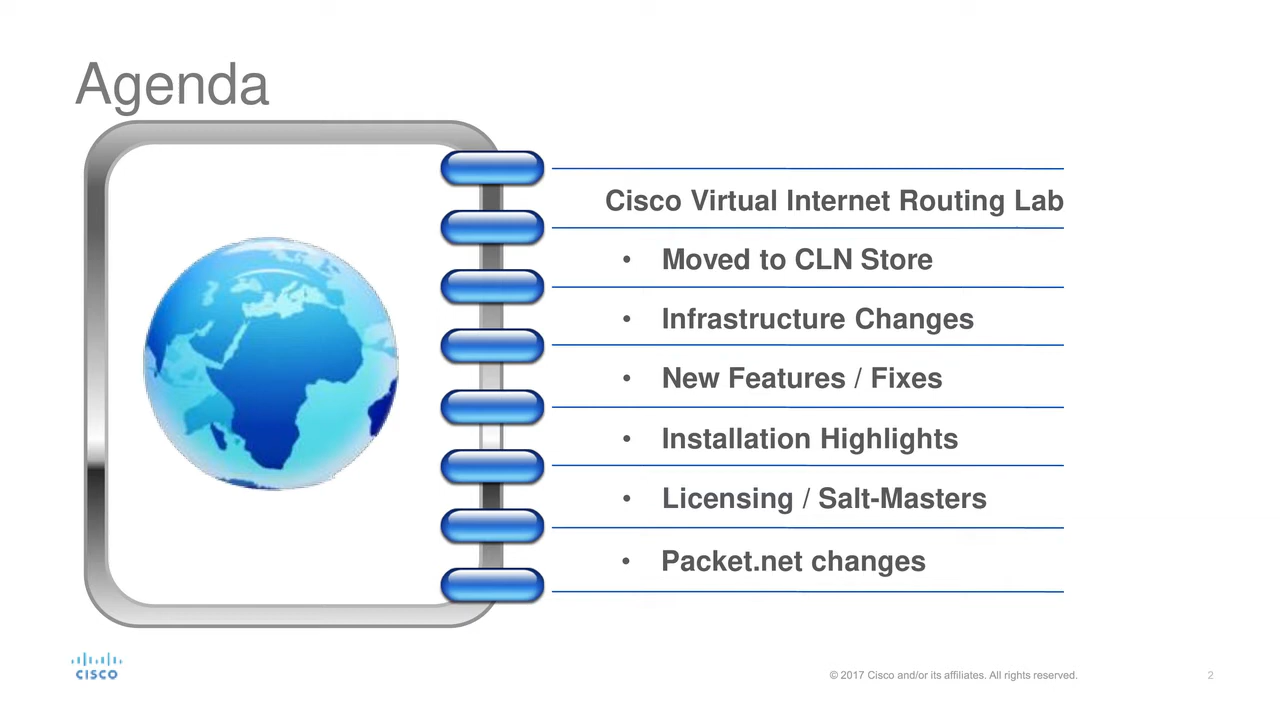 Agenda
Cisco Virtual Internet Routing Lab
• Moved to CLN Store
• Infrastructure Changes
• New Features / Fixes
• Installation Highlights
• Licensing / Salt-Masters
• Packet.net changes
CISCO
© 2017 Cisco and/or its affiliates. All rights reserved.
2